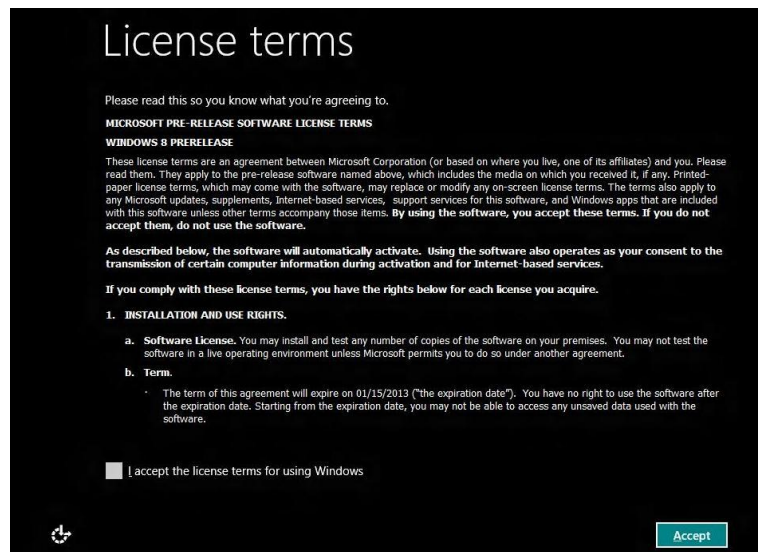 License terms
Please read this so you know what you're agreeing to.
MICROSOFT PRE-RELEASE SOFTWARE LICENSE TERMS
WINDOWS 8 PRERELEASE
These license terms are an agreement between Microsoft Corporation (or based on where you live, one of its affiliates) and you. Please
read them. They apply to the pre-release software named above, which includes the media on which you received it, if any. Printed-
paper license terms, which may come with the software, may replace or modify any on-screen license terms. The terms also apply to
any Microsoft updates, supplements, Internet-based services, support services for this software, and Windows apps that are included
with this software unless other terms accompany those items. By using the software, you accept these terms. If you do not
accept them, do not use the software.
As described below, the software will automatically activate. Using the software also operates as your consent to the
transmission of certain computer information during activation and for Internet-based services.
If you comply with these license terms, you have the rights below for each license you acquire.
1. INSTALLATION AND USE RIGHTS.
a. Software License. You may install and test any number of copies of the software on your premises. You may not test the
software in a live operating environment unless Microsoft permits you to do so under another agreement.
b. Term.
· The term of this agreement will expire on 01/15/2013 ("the expiration date"). You have no right to use the software after
the expiration date. Starting from the expiration date, you may not be able to access any unsaved data used with the
software.
I accept the license terms for using Windows
Accept